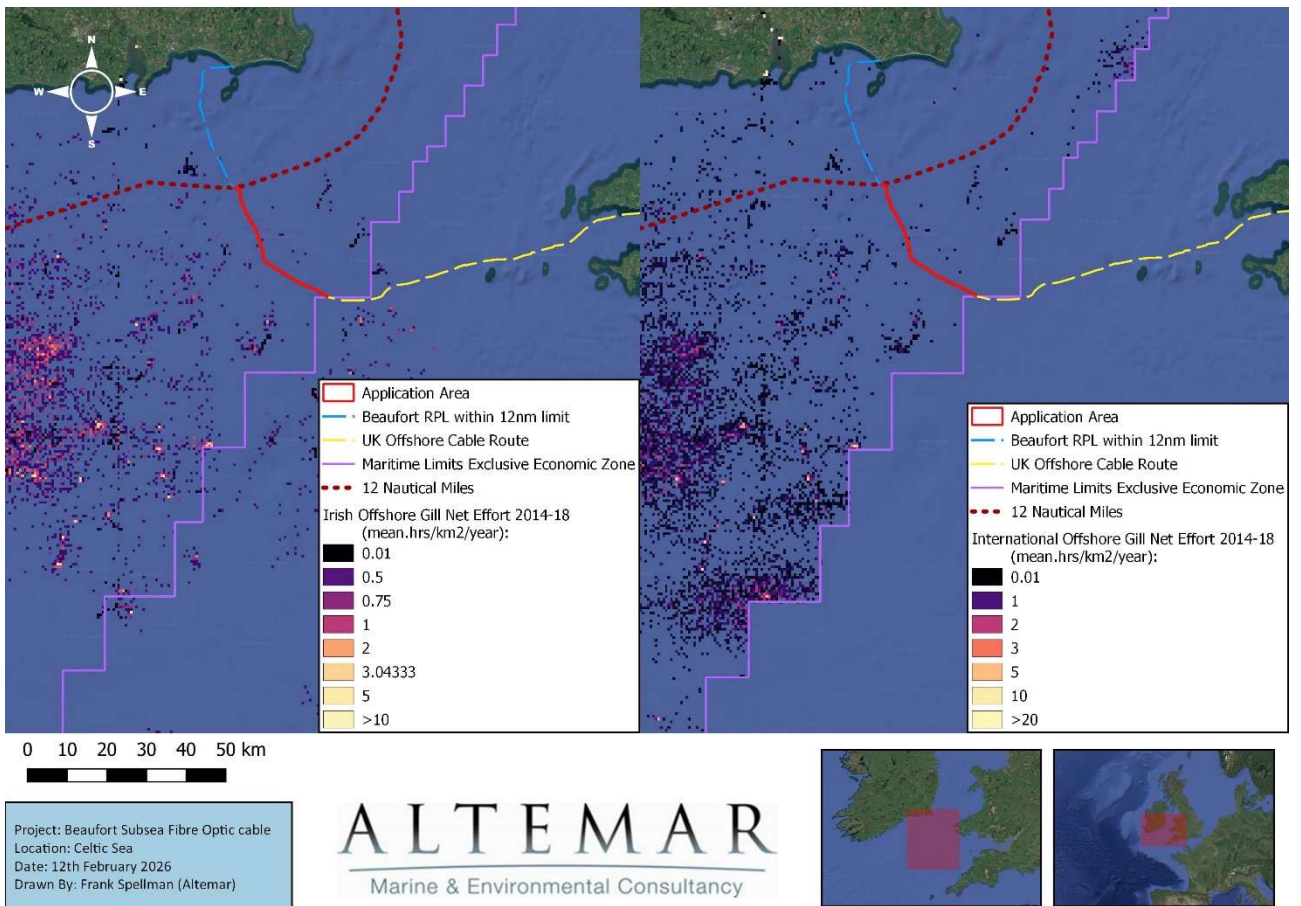 N
W
E
S
Application Area
Beaufort RPL within 12nm limit
UK Offshore Cable Route
Maritime Limits Exclusive Economic Zone
12 Nautical Miles
Irish Offshore Gill Net Effort 2014-18
(mean.hrs/km2/year):
0.01
0.5
0.75
1
2
3.04333
5
>10
Application Area
Beaufort RPL within 12nm limit
UK Offshore Cable Route
Maritime Limits Exclusive Economic Zone
12 Nautical Miles
International Offshore Gill Net Effort 2014-18
(mean.hrs/km2/year):
0.01
1
2
3
5
10
>20
0 10 20 30 40 50 km
Project: Beaufort Subsea Fibre Optic cable
Location: Celtic Sea
Date: 12th February 2026
Drawn By: Frank Spellman (Altemar)
ALTEMAR
Marine & Environmental Consultancy